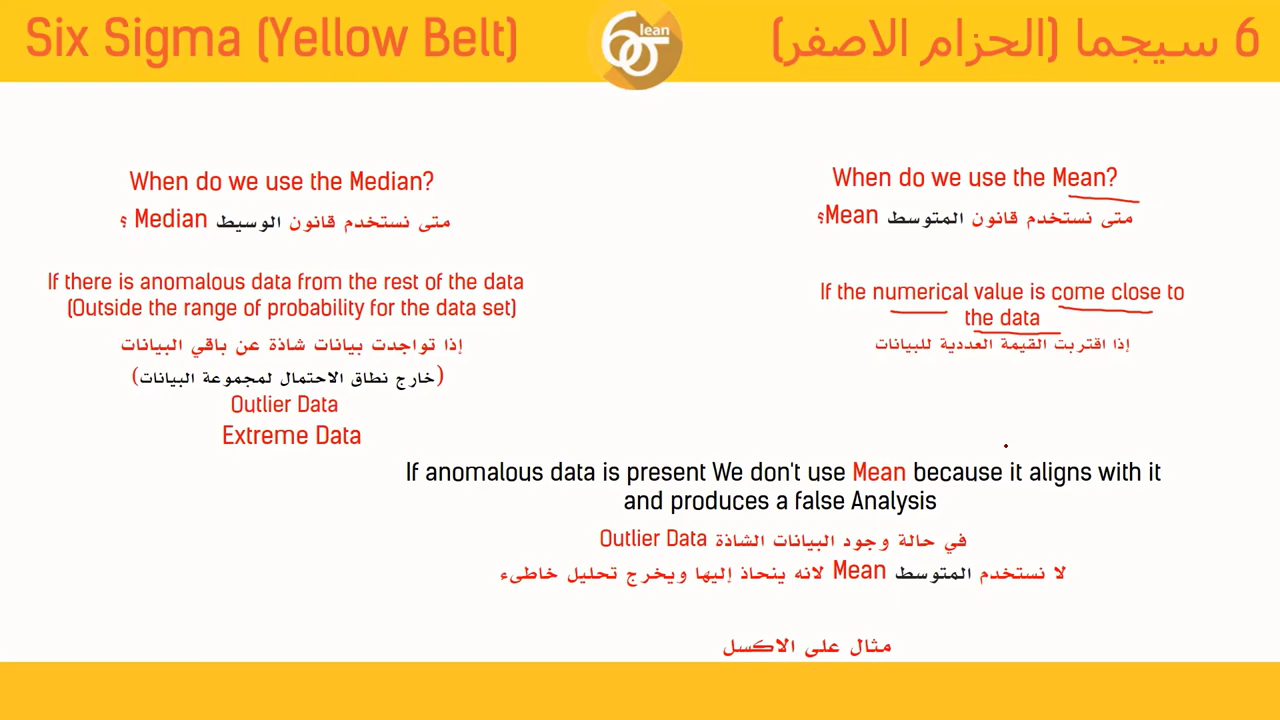 Six Sigma (Yellow Belt)
lean
6σ
6 سيجما (الحزام الاصفر)
When do we use the Median?
متى نستخدم قانون الوسيط Median ؟
If there is anomalous data from the rest of the data
(Outside the range of probability for the data set)
إذا تواجدت بيانات شاذة عن باقي البيانات
(خارج نطاق الاحتمال لمجموعة البيانات)
Outlier Data
Extreme Data
When do we use the Mean?
متى نستخدم قانون المتوسط Mean؟
If the numerical value is come close to
the data
إذا اقتربت القيمة العددية للبيانات
If anomalous data is present We don't use Mean because it aligns with it
and produces a false Analysis
في حالة وجود البيانات الشاذة Outlier Data
لا نستخدم المتوسط Mean لانه ينحاذ إليها ويخرج تحليل خاطىء
مثال على الاكسل